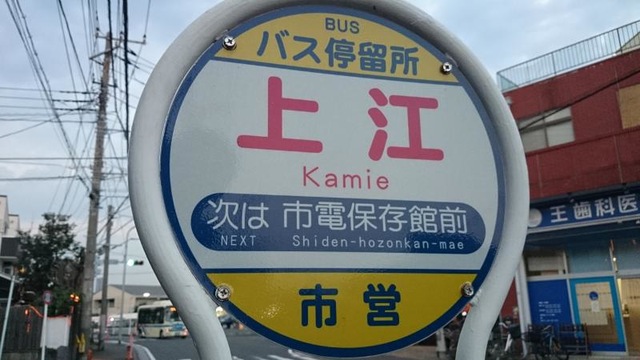 BUS
バス停留所
上江
Kamie
次は 市電保存館前
NEXT Shiden-hozonkan-mae
市営
王歯科医